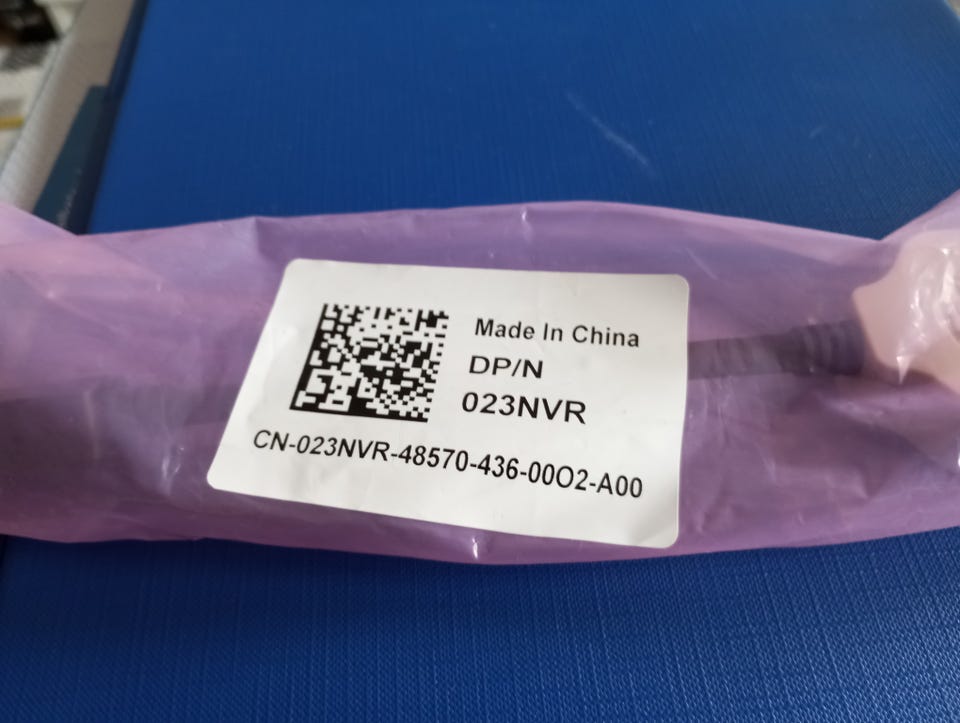 Made In China
DP/N
023NVR
CN-023NVR-48570-436-00O2-A00